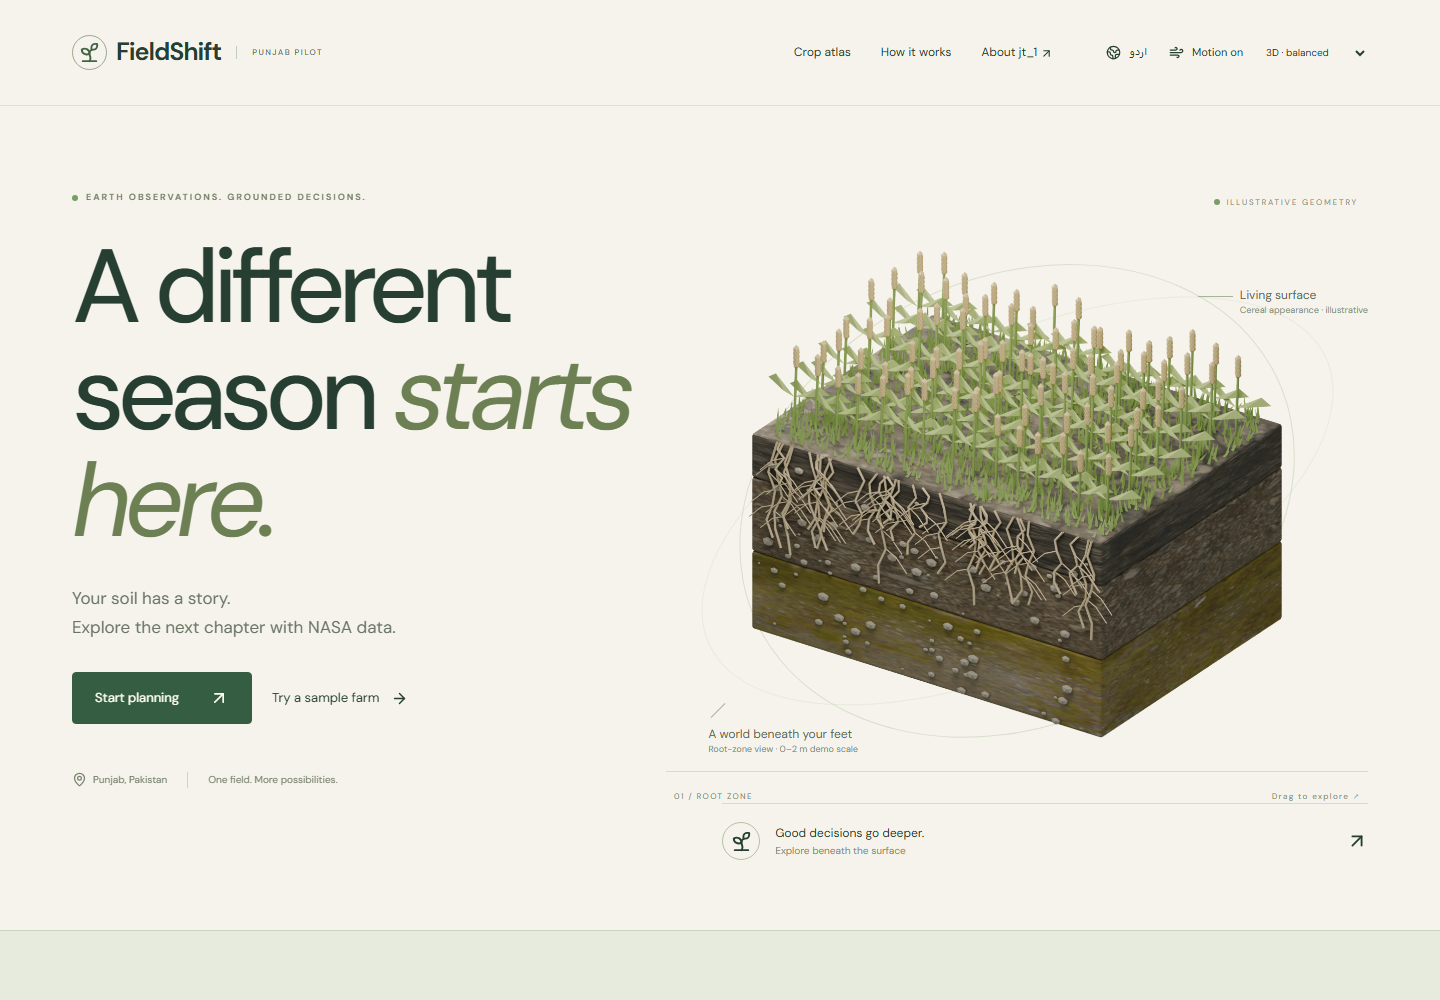 FieldShift
PUNJAB PILOT
Crop atlas
How it works
About jt_1 ↗
اردو
Motion on
3D · balanced
EARTH OBSERVATIONS. GROUNDED DECISIONS.
ILLUSTRATIVE GEOMETRY
A different
season starts
here.
Living surface
Cereal appearance · illustrative
Your soil has a story.
Explore the next chapter with NASA data.
Start planning
Try a sample farm
A world beneath your feet
Root-zone view · 0–2 m demo scale
Punjab, Pakistan
One field. More possibilities.
01 / ROOT ZONE
Drag to explore ↗
Good decisions go deeper.
Explore beneath the surface